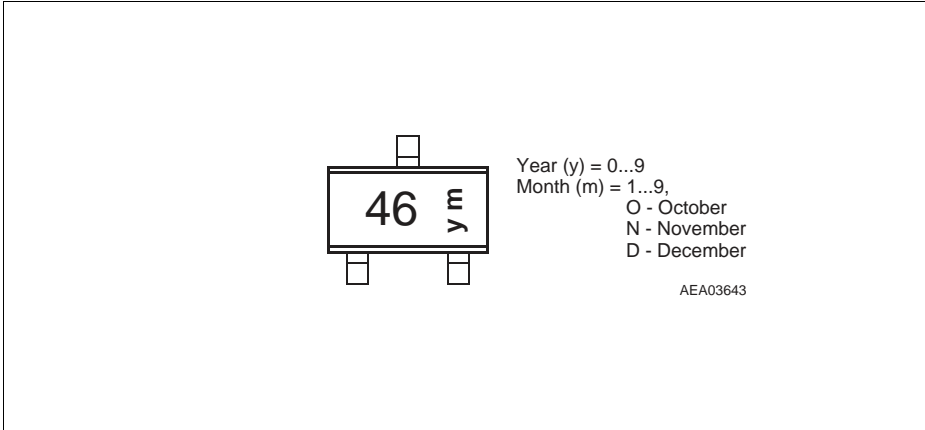 46
y m
Year (y) = 0...9
Month (m) = 1...9,
O - October
N - November
D - December
AEA03643